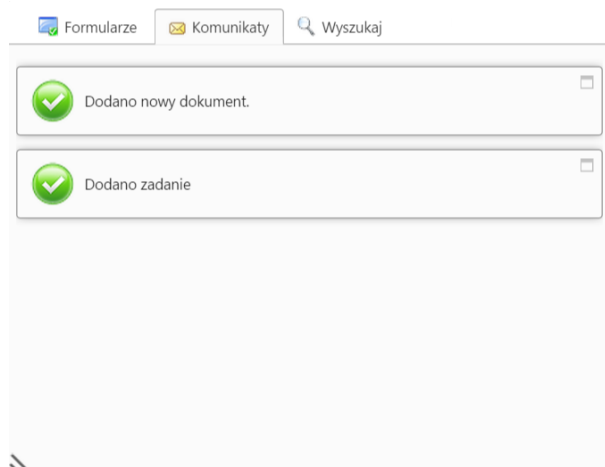 Formularze Komunikaty Wyszukaj
Dodano nowy dokument.
Dodano zadanie